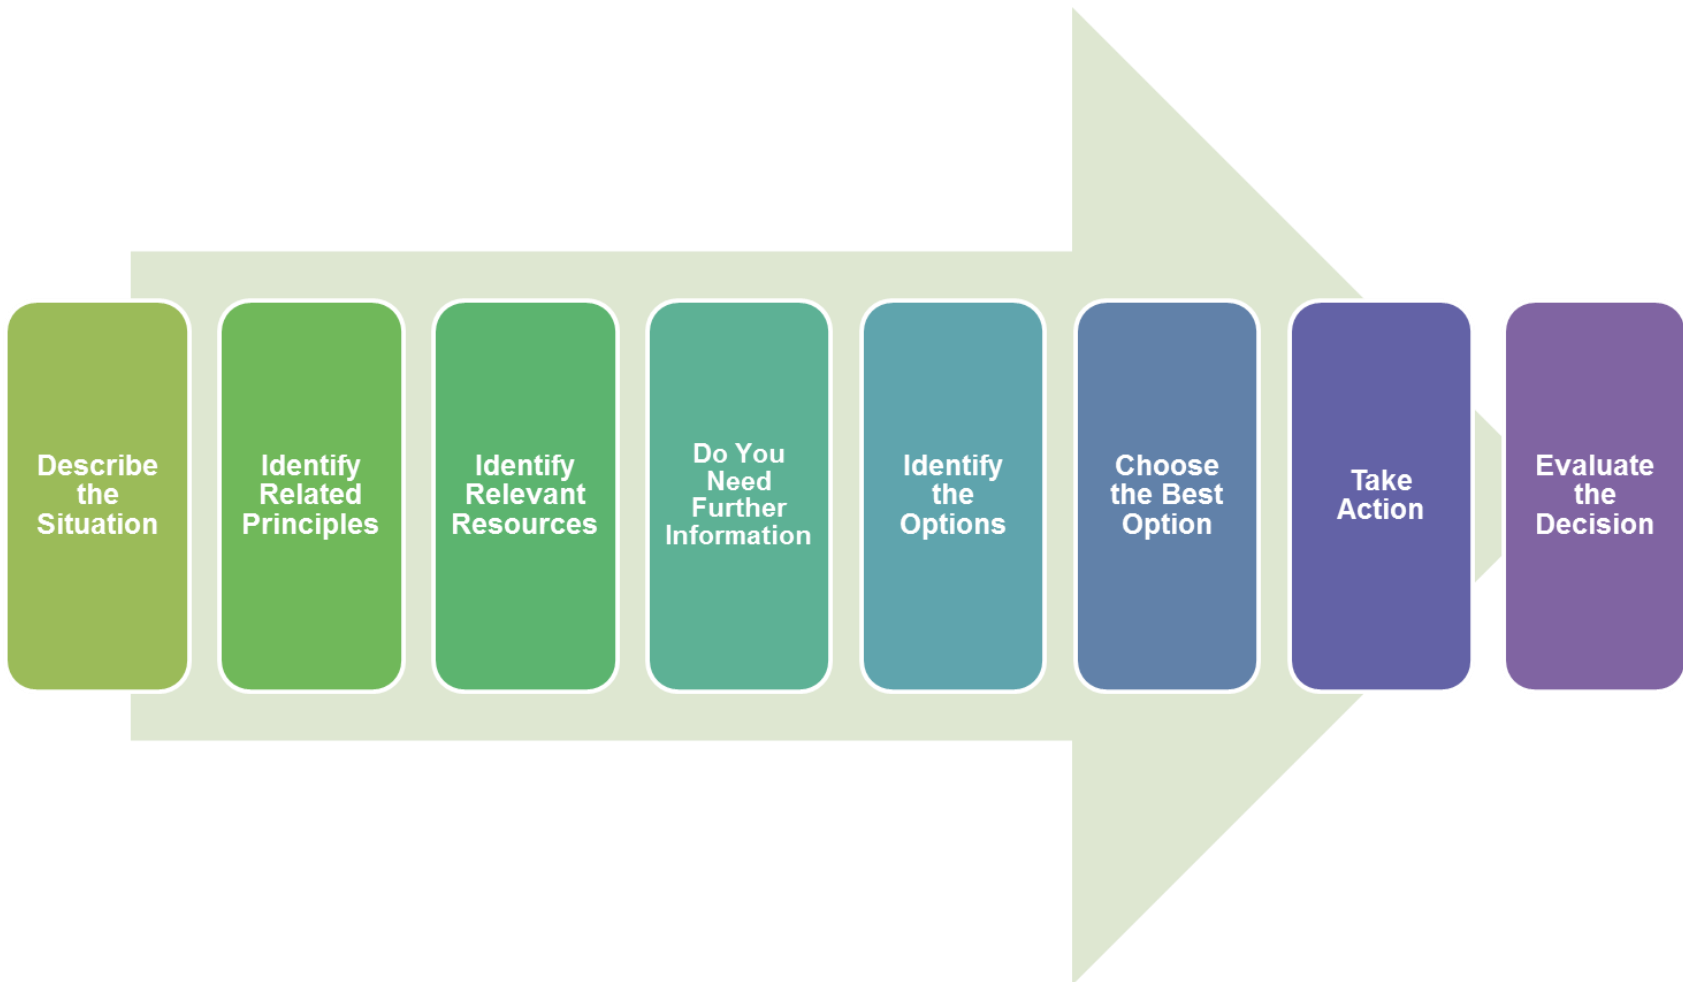 Describe
the
Situation
Identify
Related
Principles
Identify
Relevant
Resources
Do You
Need
Further
Information
Identify
the
Options
Choose
the Best
Option
Take
Action
Evaluate
the
Decision